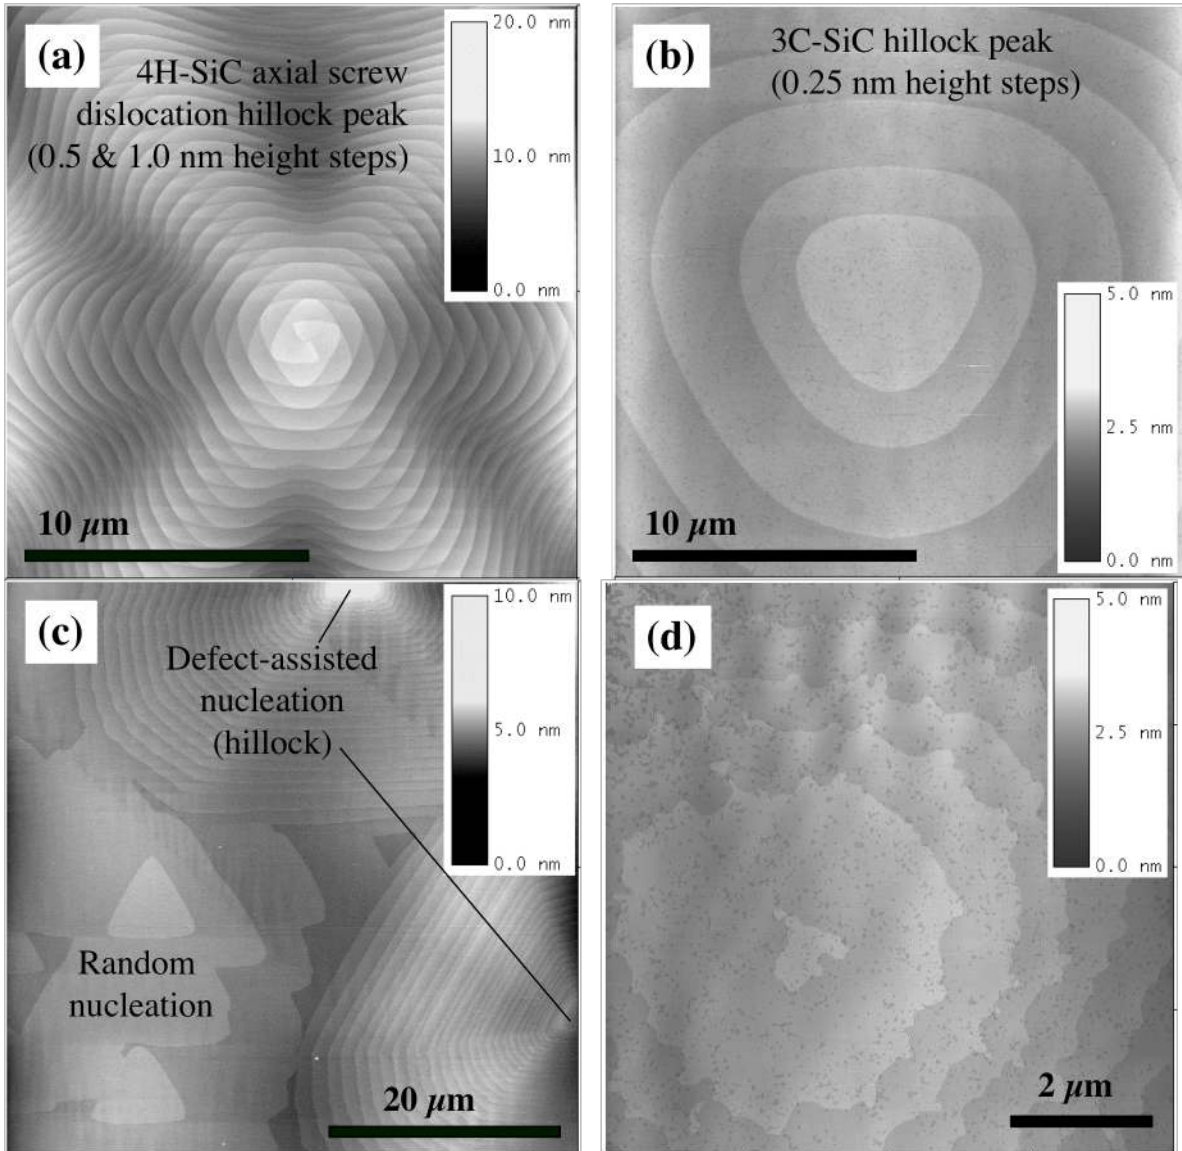 (a)
4H-SiC axial screw
dislocation hillock peak
(0.5 & 1.0 nm height steps)
20.0 nm
10.0 nm
0.0 nm
10 μm
(b)
3C-SiC hillock peak
(0.25 nm height steps)
5.0 nm
2.5 nm
0.0 nm
10 μm
(c)
Defect-assisted
nucleation
(hillock)
10.0 nm
5.0 nm
0.0 nm
Random
nucleation
20 μm
(d)
5.0 nm
2.5 nm
0.0 nm
2 μm